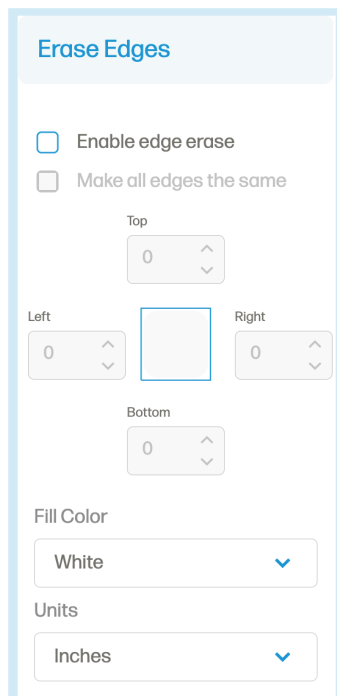 Erase Edges
Enable edge erase
Make all edges the same
Top
0
Left
Right
0
0
Bottom
0
Fill Color
White
Units
Inches